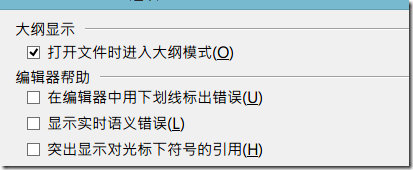 大纲显示
打开文件时进入大纲模式(O)
编辑器帮助
在编辑器中用下划线标出错误(U)
显示实时语义错误(L)
突出显示对光标下符号的引用(H)